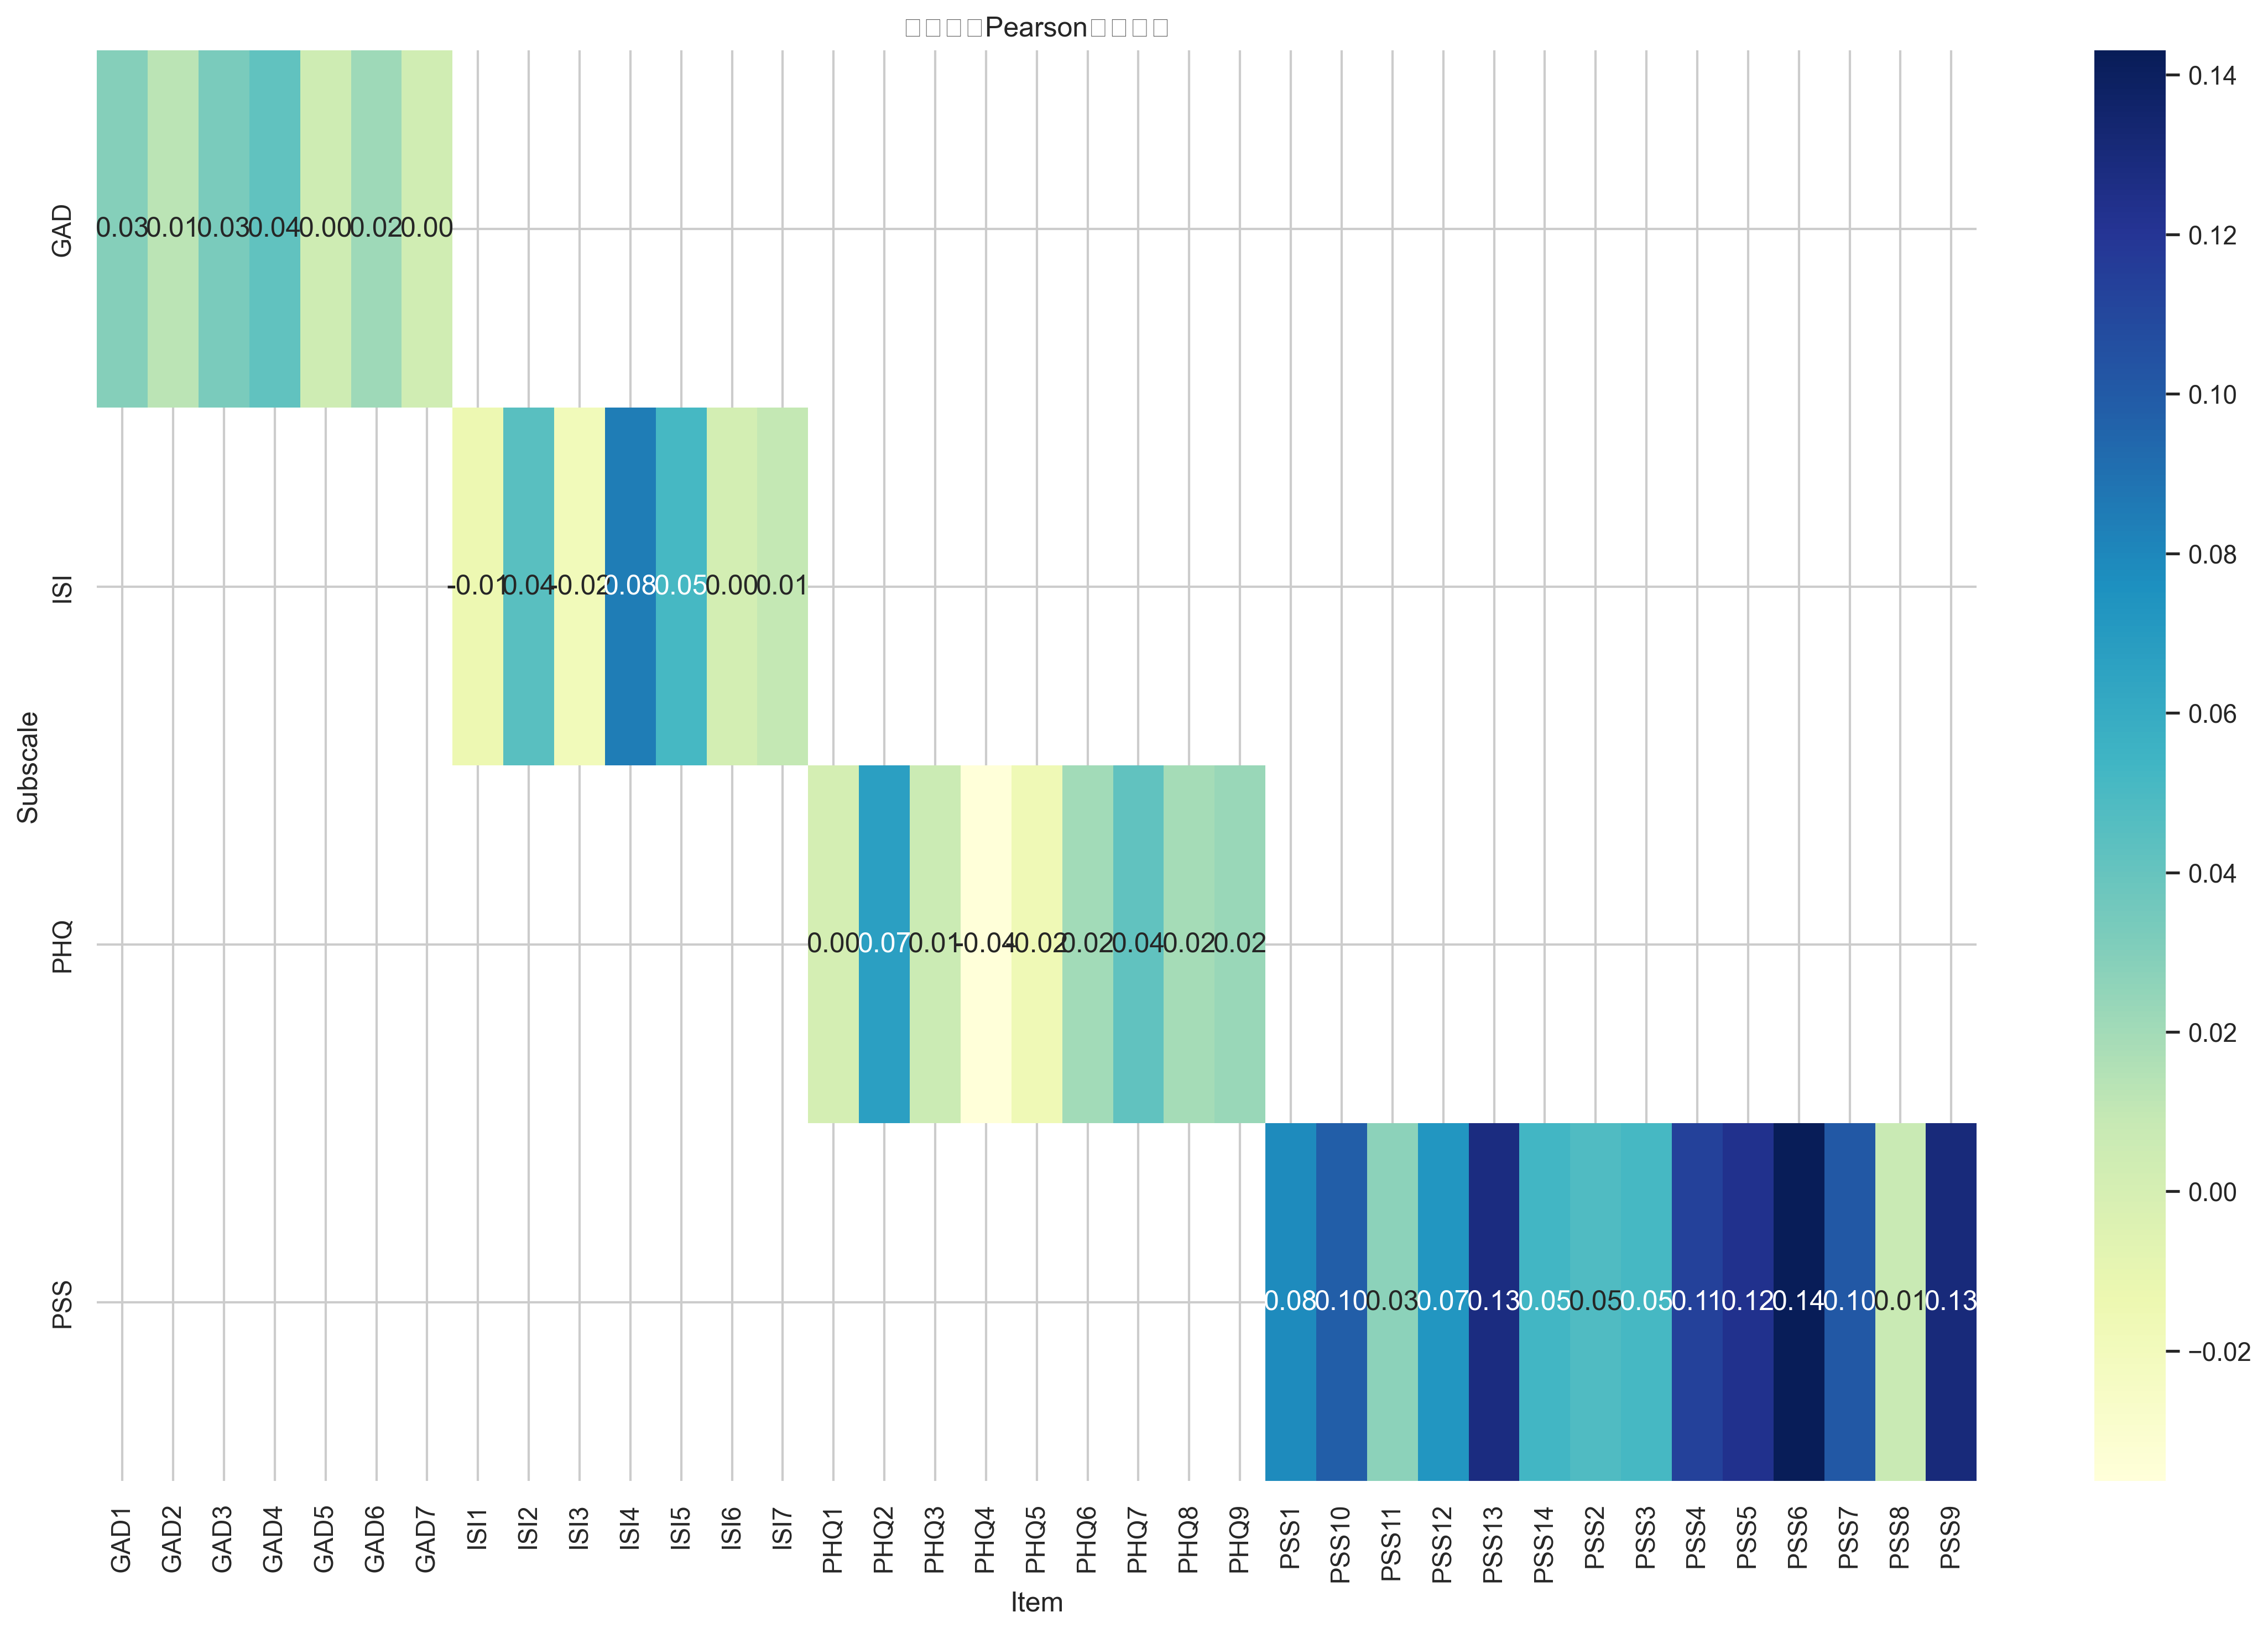 □□□□Pearson□□□□
GAD
0.03 0.01 0.03 0.04 0.00 0.02 0.00
ISI
-0.01 0.04 -0.02 0.08 0.05 0.00 0.01
Subscale
PHQ
0.00 0.07 0.01 -0.04 -0.02 0.02 0.04 0.02 0.02
PSS
0.08 0.10 0.03 0.07 0.13 0.05 0.05 0.05 0.11 0.12 0.14 0.10 0.01 0.13
GAD1 GAD2 GAD3 GAD4 GAD5 GAD6 GAD7 ISI1 ISI2 ISI3 ISI4 ISI5 ISI6 ISI7 PHQ1 PHQ2 PHQ3 PHQ4 PHQ5 PHQ6 PHQ7 PHQ8 PHQ9 PSS1 PSS10 PSS11 PSS12 PSS13 PSS14 PSS2 PSS3 PSS4 PSS5 PSS6 PSS7 PSS8 PSS9
Item
0.14
0.12
0.10
0.08
0.06
0.04
0.02
0.00
−0.02